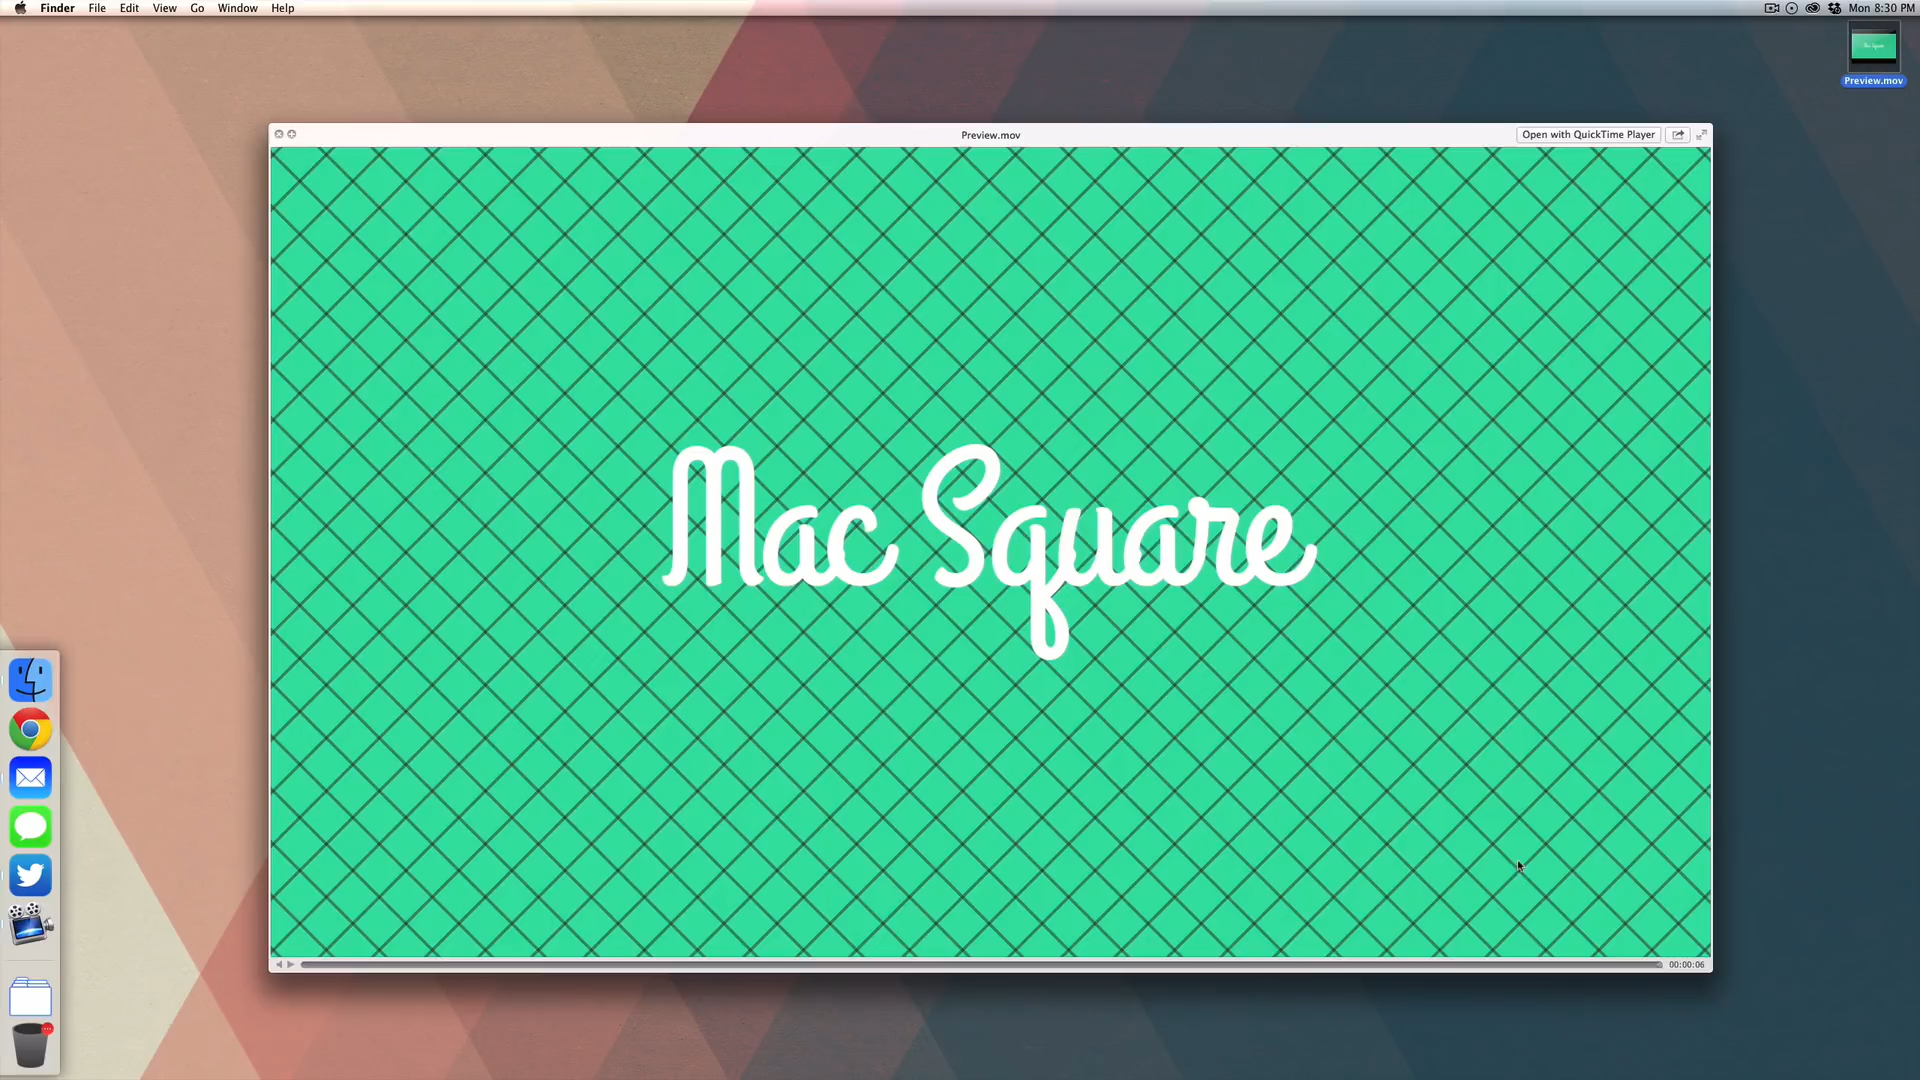 Finder File Edit View Go Window Help
Mon 8:30 PM
Preview.mov
Preview.mov
Open with QuickTime Player
Mac Square
00:00:06